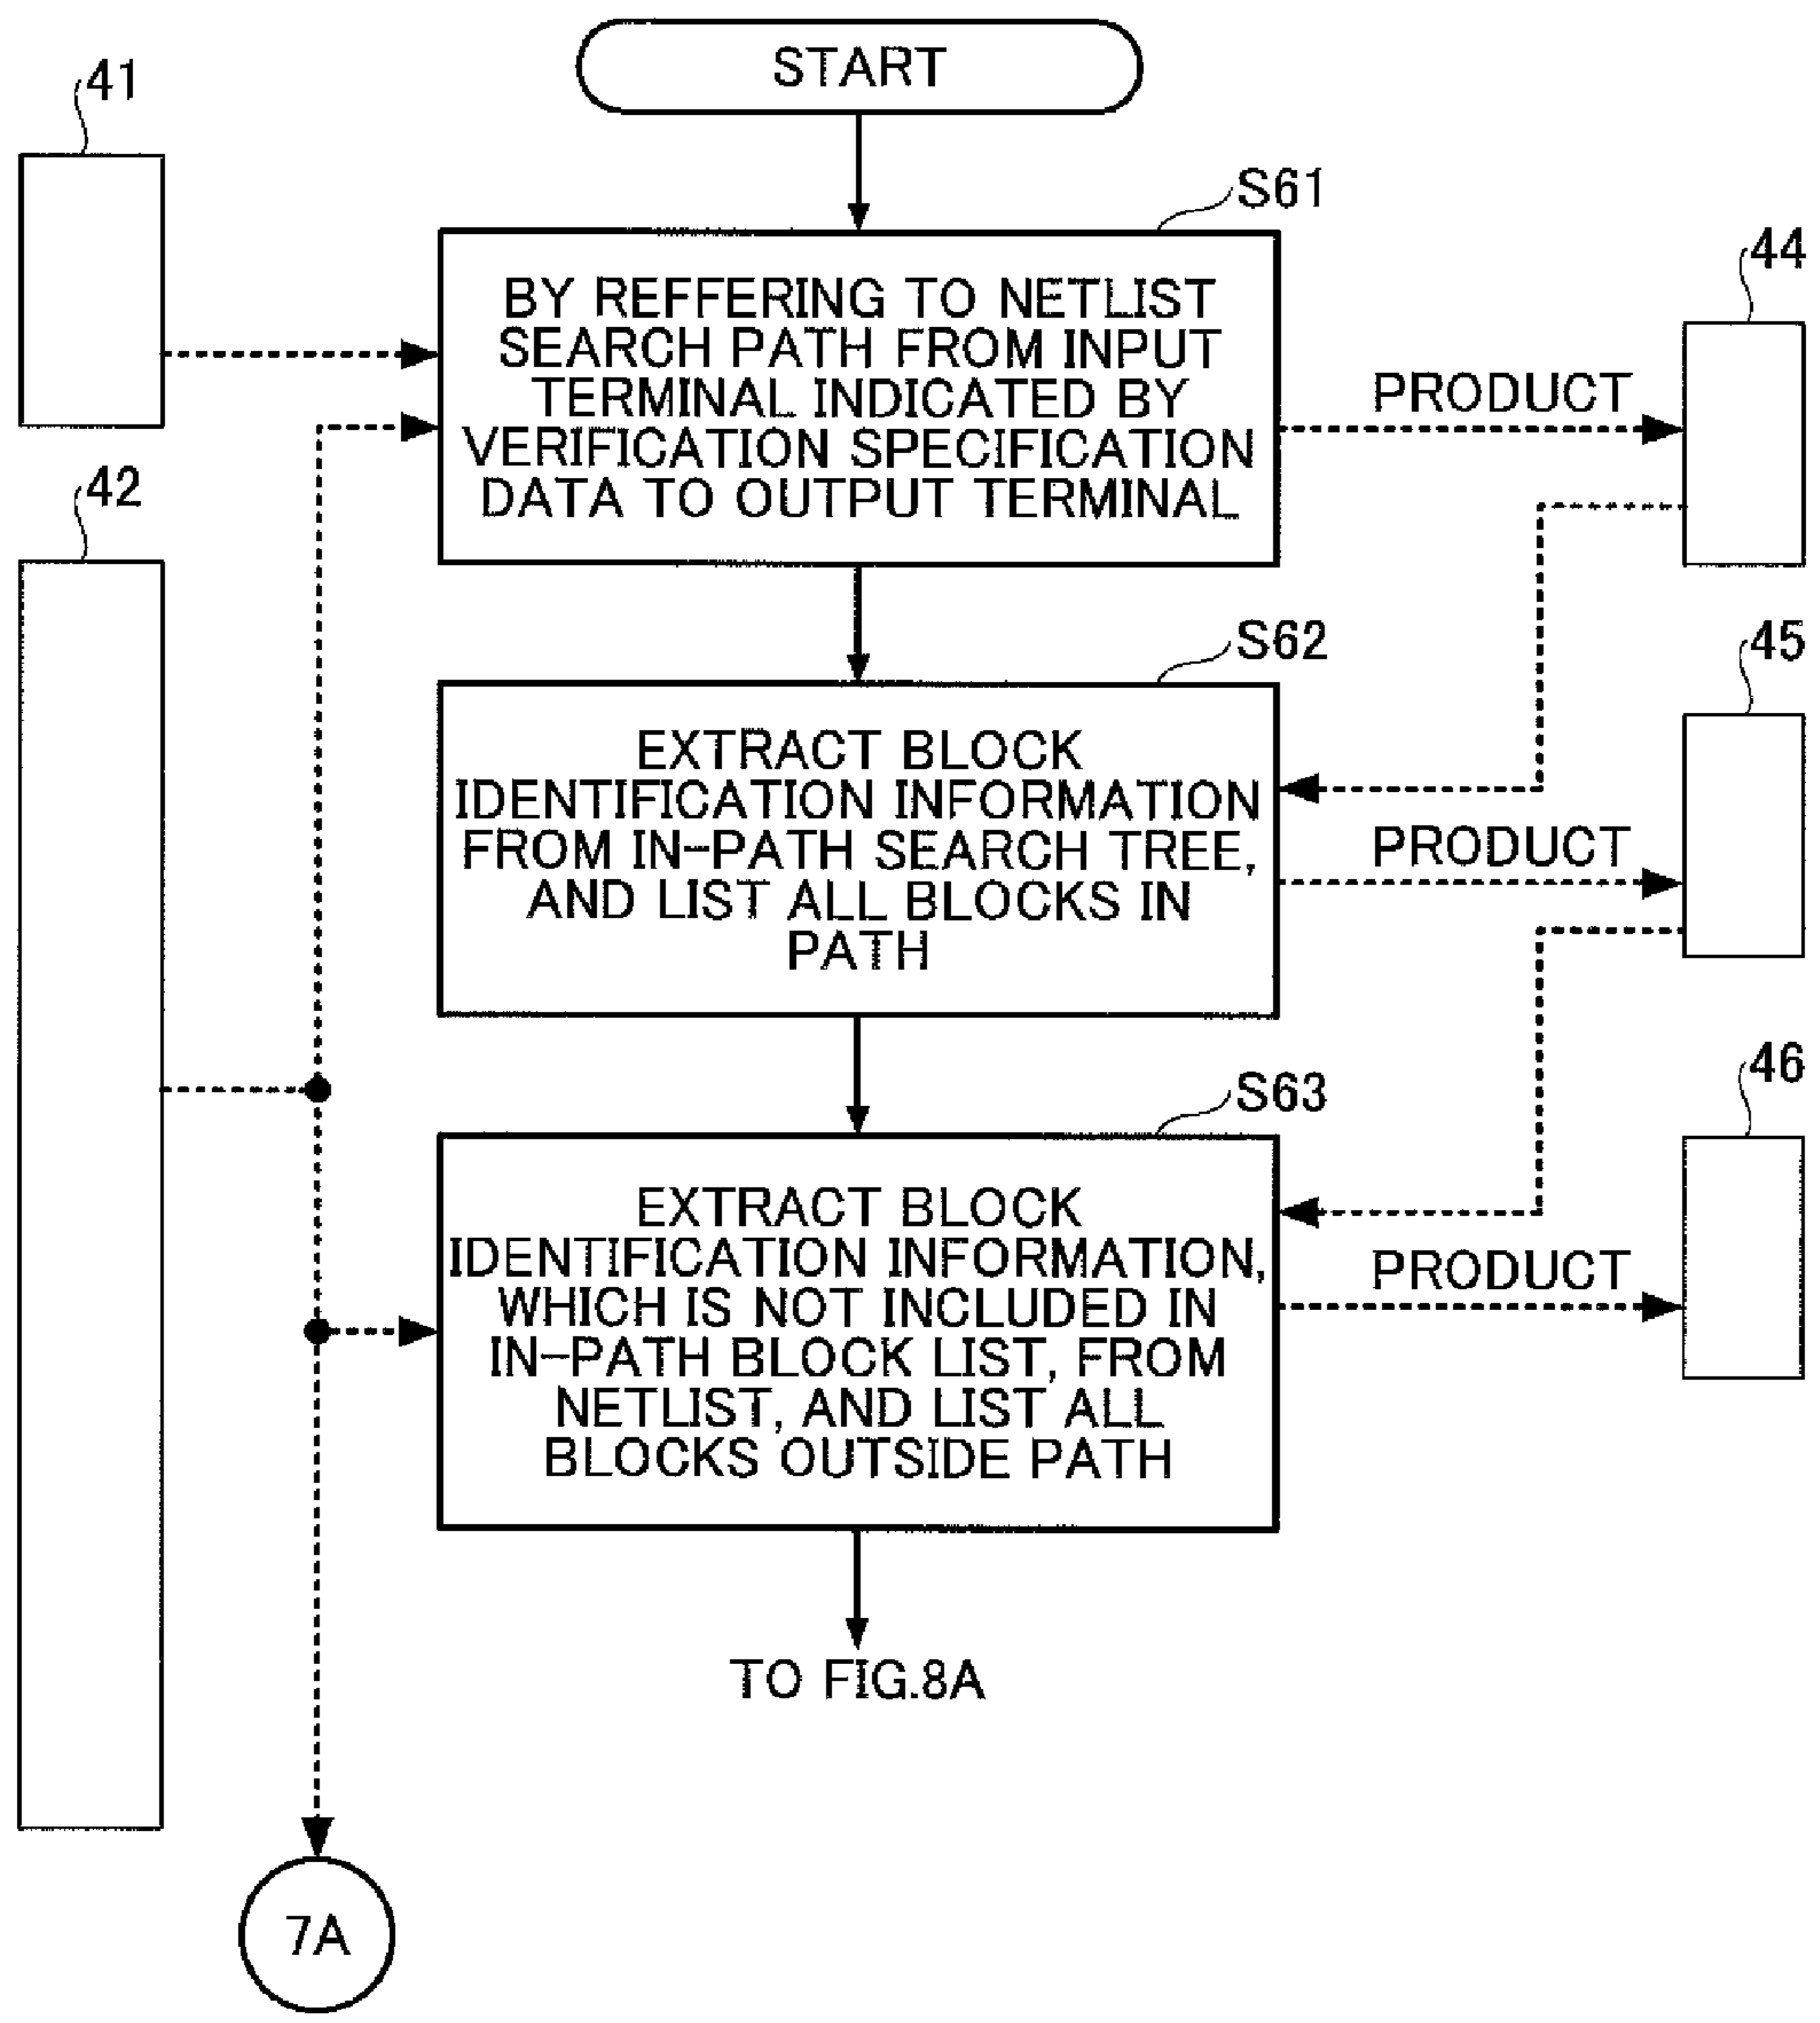 START
41
S61
BY REFFERING TO NETLIST
SEARCH PATH FROM INPUT
TERMINAL INDICATED BY
VERIFICATION SPECIFICATION
DATA TO OUTPUT TERMINAL
PRODUCT
44
42
S62
EXTRACT BLOCK
IDENTIFICATION INFORMATION
FROM IN-PATH SEARCH TREE,
AND LIST ALL BLOCKS IN
PATH
PRODUCT
45
S63
EXTRACT BLOCK
IDENTIFICATION INFORMATION,
WHICH IS NOT INCLUDED IN
IN-PATH BLOCK LIST, FROM
NETLIST, AND LIST ALL
BLOCKS OUTSIDE PATH
PRODUCT
46
TO FIG.8A
7A